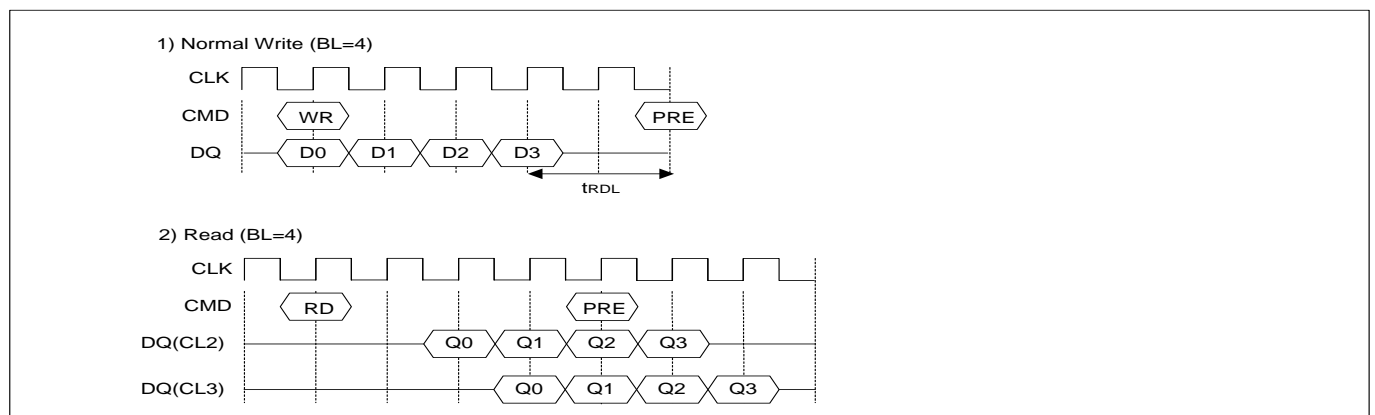 1) Normal Write (BL=4)
CLK
CMD WR PRE
DQ D0 D1 D2 D3
tRDL
2) Read (BL=4)
CLK
CMD RD PRE
DQ(CL2) Q0 Q1 Q2 Q3
DQ(CL3) Q0 Q1 Q2 Q3